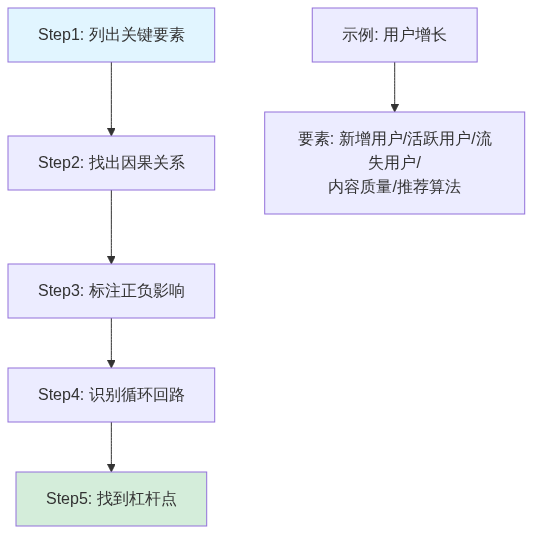 Step1: 列出关键要素
Step2: 找出因果关系
Step3: 标注正负影响
Step4: 识别循环回路
Step5: 找到杠杆点
示例: 用户增长
要素: 新增用户/活跃用户/流
失用户/
内容质量/推荐算法